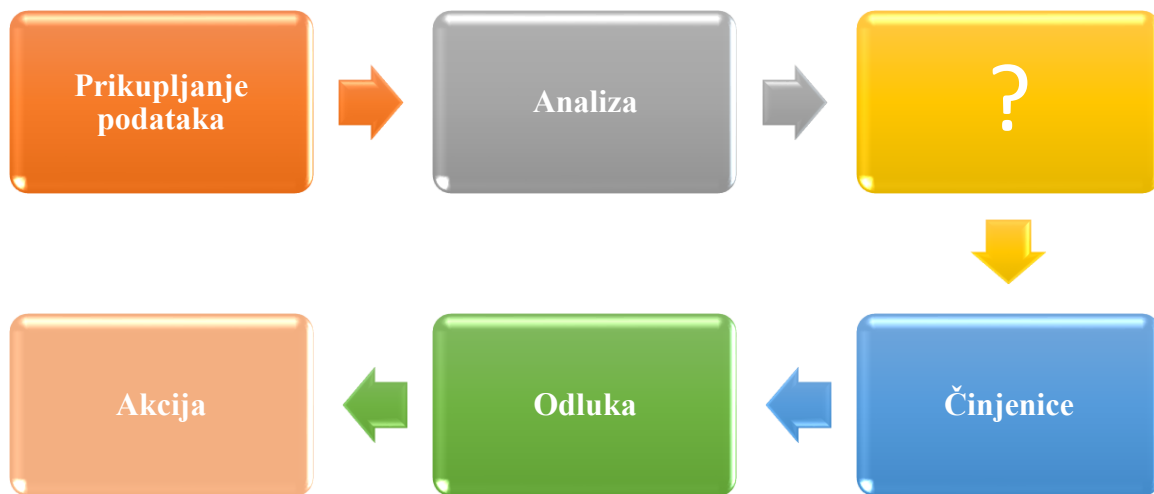 Prikupljanje
podataka
Analiza
?
Činjenice
Odluka
Akcija